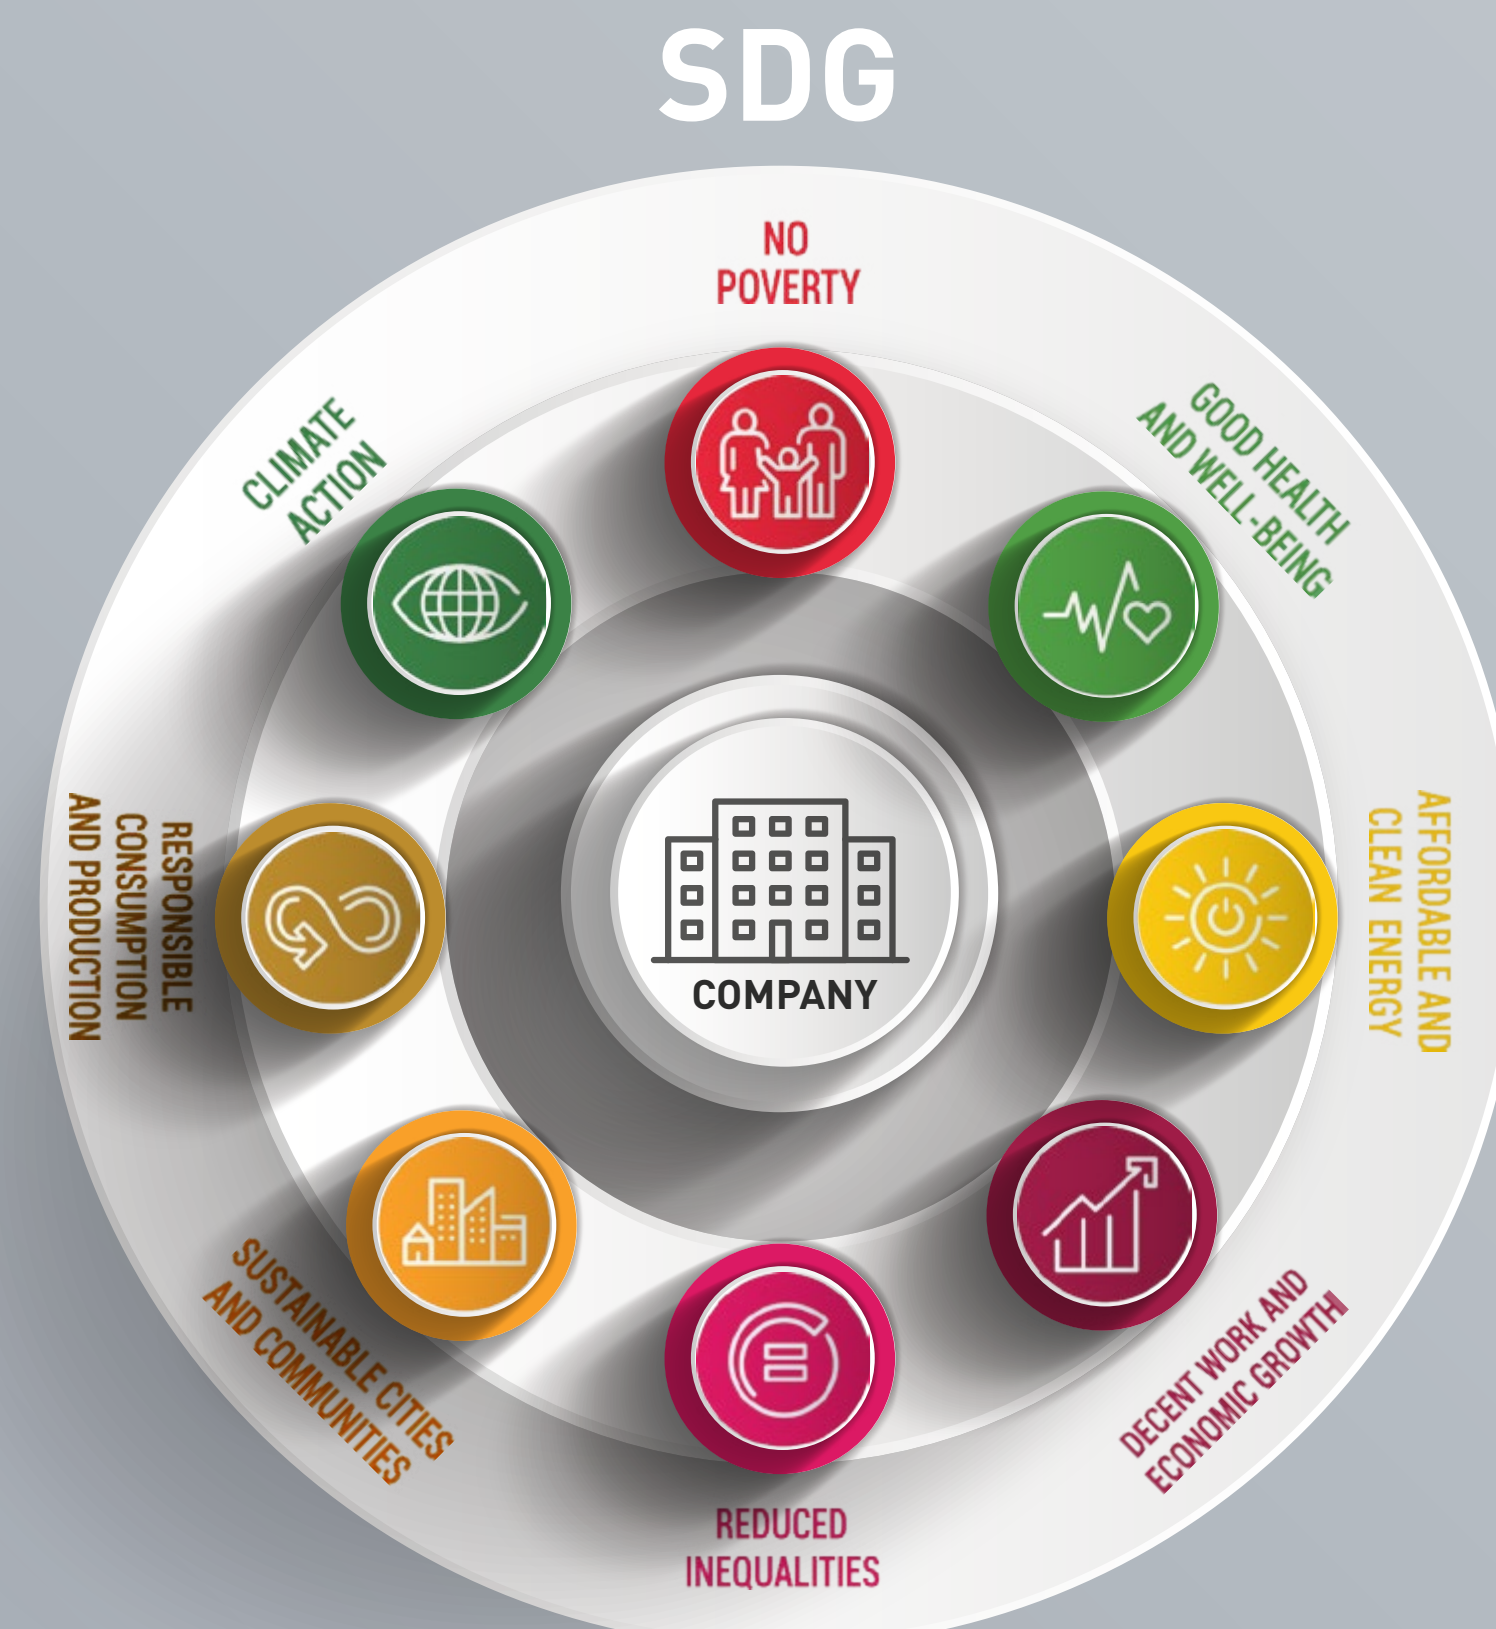 SDG
NO
POVERTY
GOOD HEALTH
AND WELL-BEING
AFFORDABLE AND
CLEAN ENERGY
DECENT WORK AND
ECONOMIC GROWTH
REDUCED
INEQUALITIES
SUSTAINABLE CITIES
AND COMMUNITIES
RESPONSIBLE
CONSUMPTION
AND PRODUCTION
CLIMATE
ACTION
COMPANY